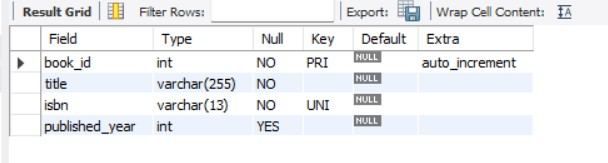 Result Grid Filter Rows: Export: Wrap Cell Content: IA
Field Type Null Key Default Extra
book_id int NO PRI NULL auto_increment
title varchar(255) NO NULL
isbn varchar(13) NO UNI NULL
published_year int YES NULL